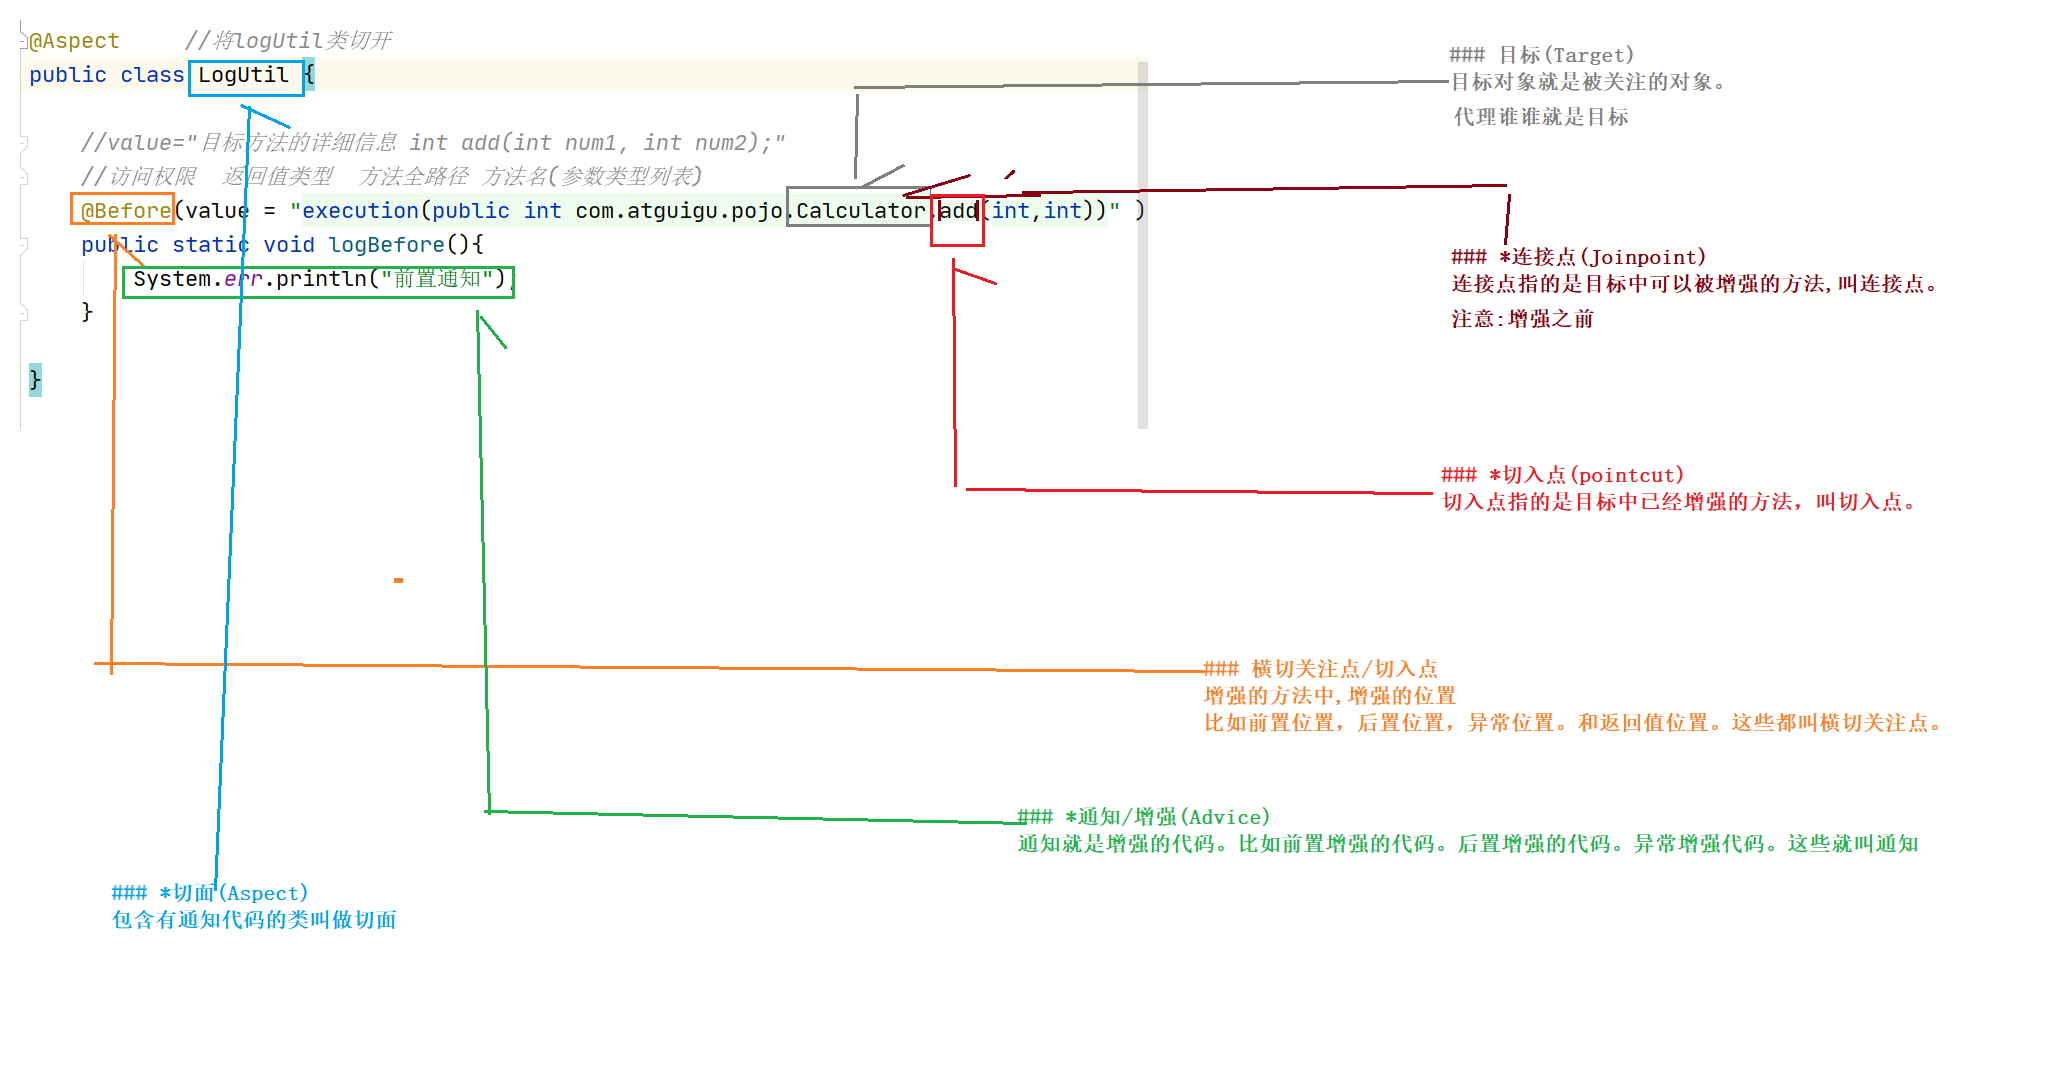 @Aspect //将logUtil类切开
public class LogUtil {
//value="目标方法的详细信息 int add(int num1, int num2);"
//访问权限 返回值类型 方法全路径 方法名(参数类型列表)
@Before(value = "execution(public int com.atguigu.pojo.Calculator.add(int,int))" )
public static void logBefore(){
System.err.println("前置通知");
}
}
### 目标(Target)
目标对象就是被关注的对象。
代理谁谁就是目标
### *连接点(Joinpoint)
连接点指的是目标中可以被增强的方法,叫连接点。
注意:增强之前
### *切入点(pointcut)
切入点指的是目标中已经增强的方法，叫切入点。
### 横切关注点/切入点
增强的方法中,增强的位置
比如前置位置，后置位置，异常位置。和返回值位置。这些都叫横切关注点。
### *通知/增强(Advice)
通知就是增强的代码。比如前置增强的代码。后置增强的代码。异常增强代码。这些就叫通知
### *切面(Aspect)
包含有通知代码的类叫做切面